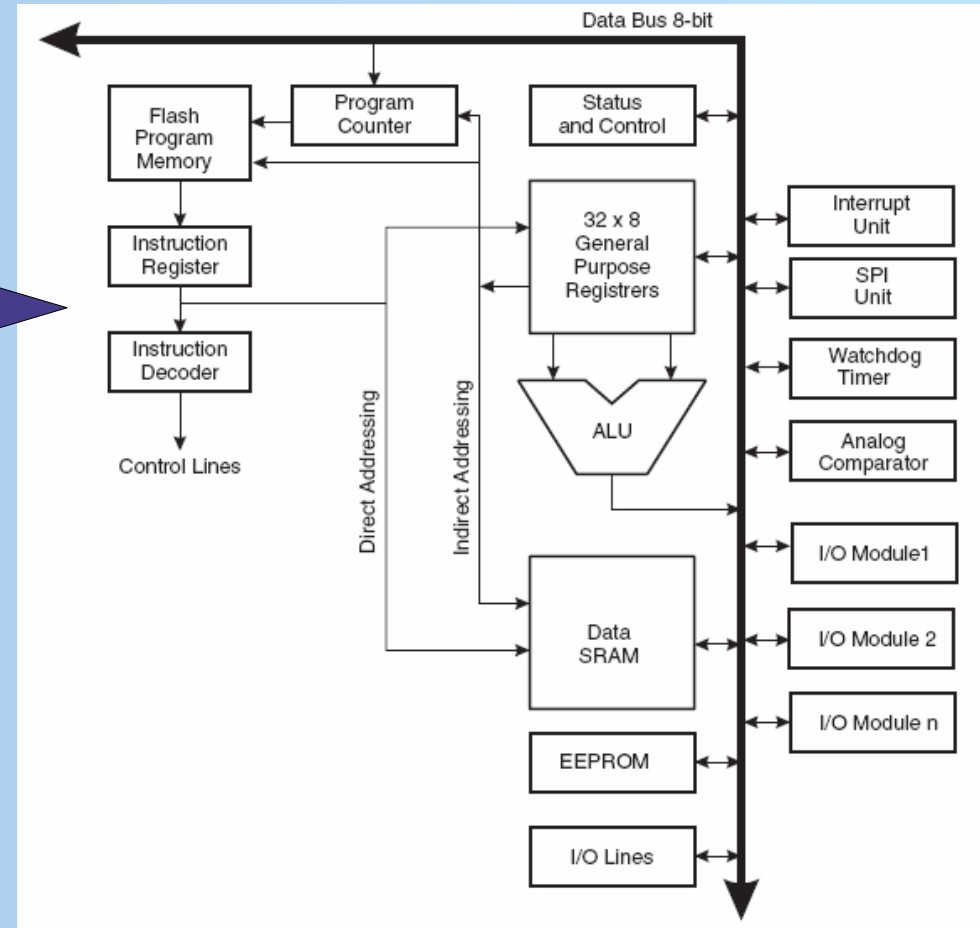 Data Bus 8-bit
Flash
Program
Memory
Program
Counter
Status
and Control
32 x 8
General
Purpose
Registrers
Interrupt
Unit
Instruction
Register
SPI
Unit
Instruction
Decoder
Watchdog
Timer
Control Lines
Direct Addressing
Indirect Addressing
ALU
Analog
Comparator
I/O Module1
Data
SRAM
I/O Module 2
I/O Module n
EEPROM
I/O Lines